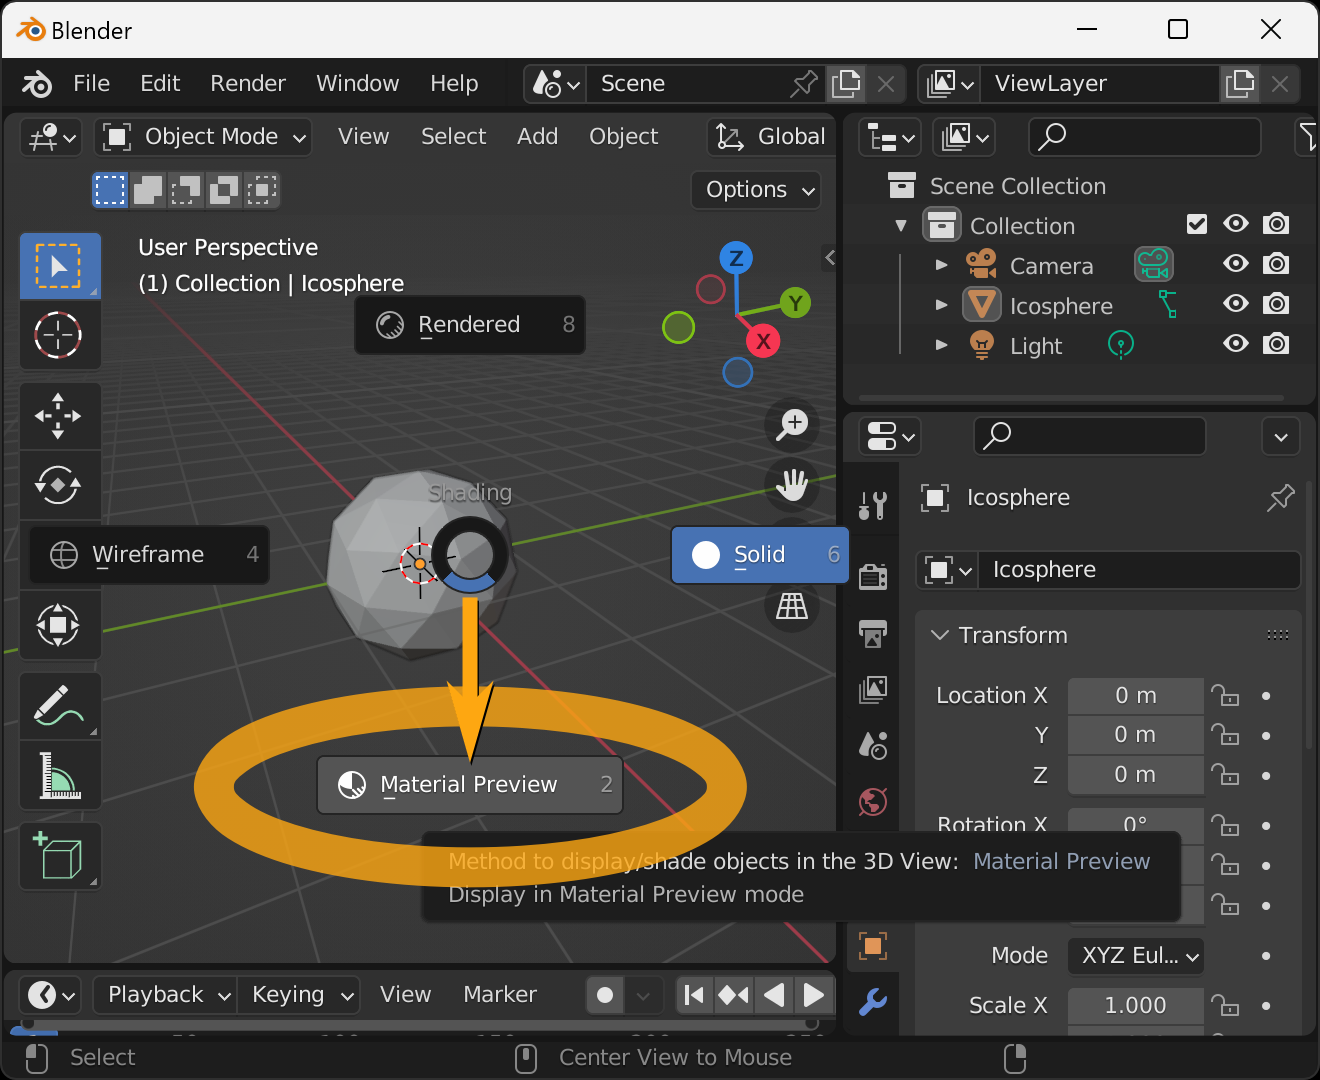 Blender
File Edit Render Window Help Scene ViewLayer
Object Mode View Select Add Object Global
Options
Scene Collection
Collection
Camera
Icosphere
Light
User Perspective
(1) Collection | Icosphere
Z
Y
X
Rendered 8
Shading
Wireframe 4
Solid 6
Material Preview 2
Method to display/shade objects in the 3D View: Material Preview
Display in Material Preview mode
Icosphere
Icosphere
Transform
Location X 0 m
Y 0 m
Z 0 m
Rotation X 0°
Mode XYZ Eul...
Scale X 1.000
Playback Keying View Marker
Select Center View to Mouse